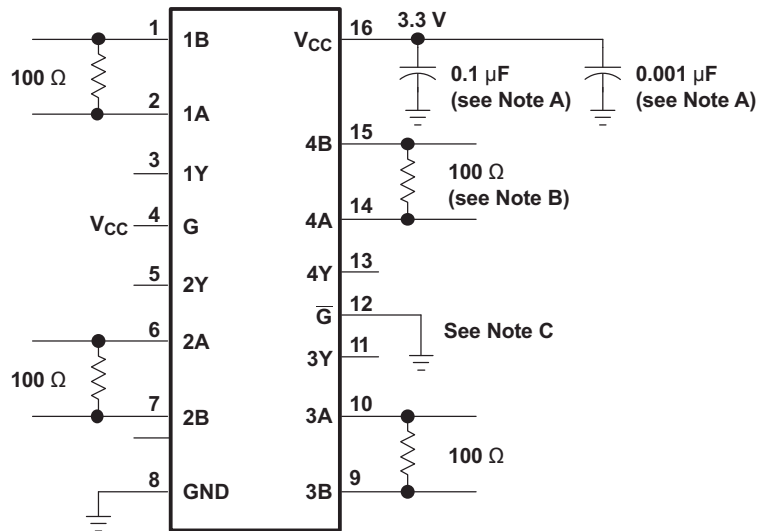 1
1B
100 Ω
2
1A
3
1Y
V_CC
4
G
5
2Y
6
2A
100 Ω
7
2B
8
GND
V_CC
16
3.3 V
0.1 µF
(see Note A)
0.001 µF
(see Note A)
4B
15
100 Ω
(see Note B)
4A
14
4Y
13
G̅
12
See Note C
3Y
11
3A
10
100 Ω
3B
9